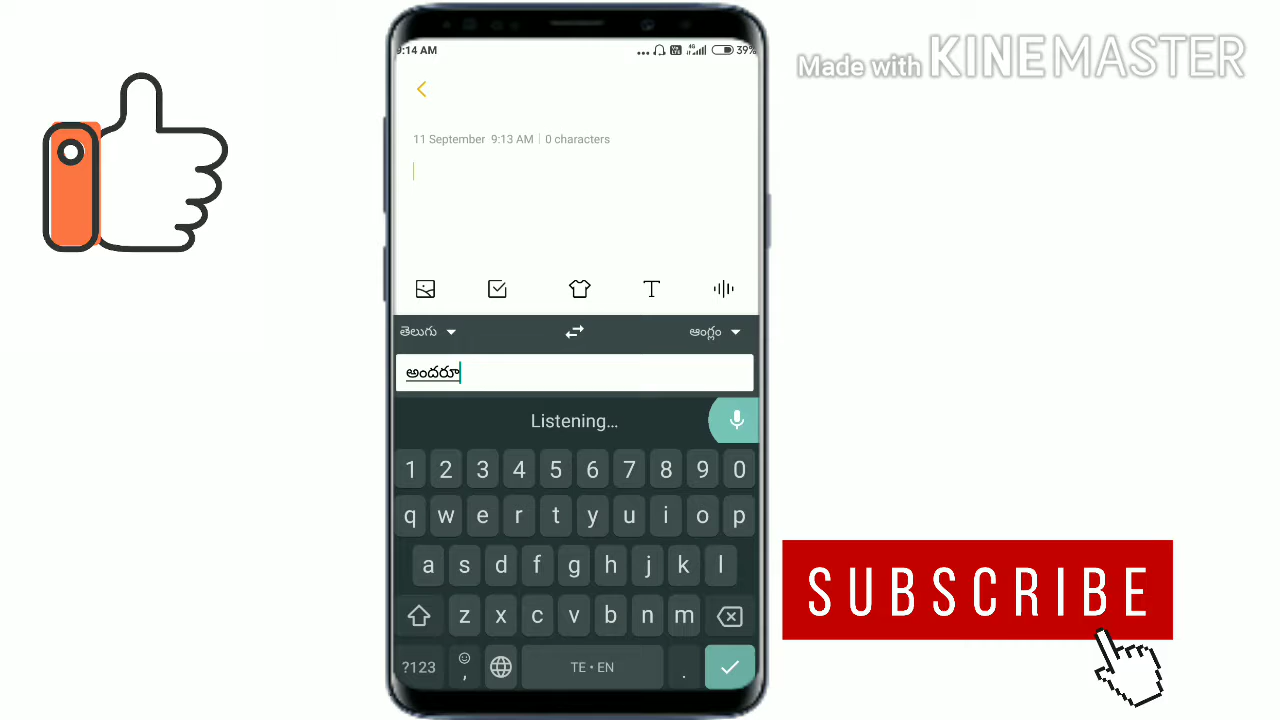 Made with KINEMASTER
9:14 AM ... 4G 39%
11 September 9:13 AM | 0 characters
T
తెలుగు ఆంగ్లం
అందరూ
Listening...
1 2 3 4 5 6 7 8 9 0
q w e r t y u i o p
a s d f g h j k l
z x c v b n m
?123 , TE • EN .
SUBSCRIBE